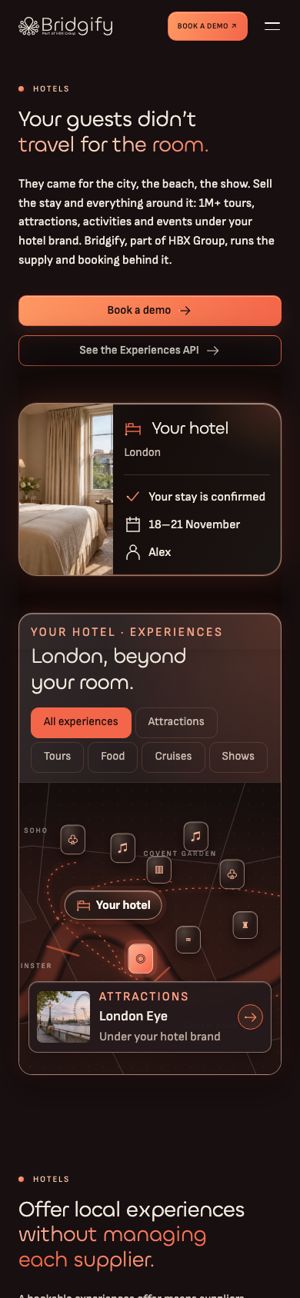 Bridgify
Part of HBX Group
BOOK A DEMO ↗
HOTELS
Your guests didn't
travel for the room.
They came for the city, the beach, the show. Sell
the stay and everything around it: 1M+ tours,
attractions, activities and events under your
hotel brand. Bridgify, part of HBX Group, runs the
supply and booking behind it.
Book a demo →
See the Experiences API →
Your hotel
London
Your stay is confirmed
18–21 November
Alex
YOUR HOTEL · EXPERIENCES
London, beyond
your room.
All experiences
Attractions
Tours
Food
Cruises
Shows
SOHO
COVENT GARDEN
Your hotel
INSTER
ATTRACTIONS
London Eye
Under your hotel brand
HOTELS
Offer local experiences
without managing
each supplier.